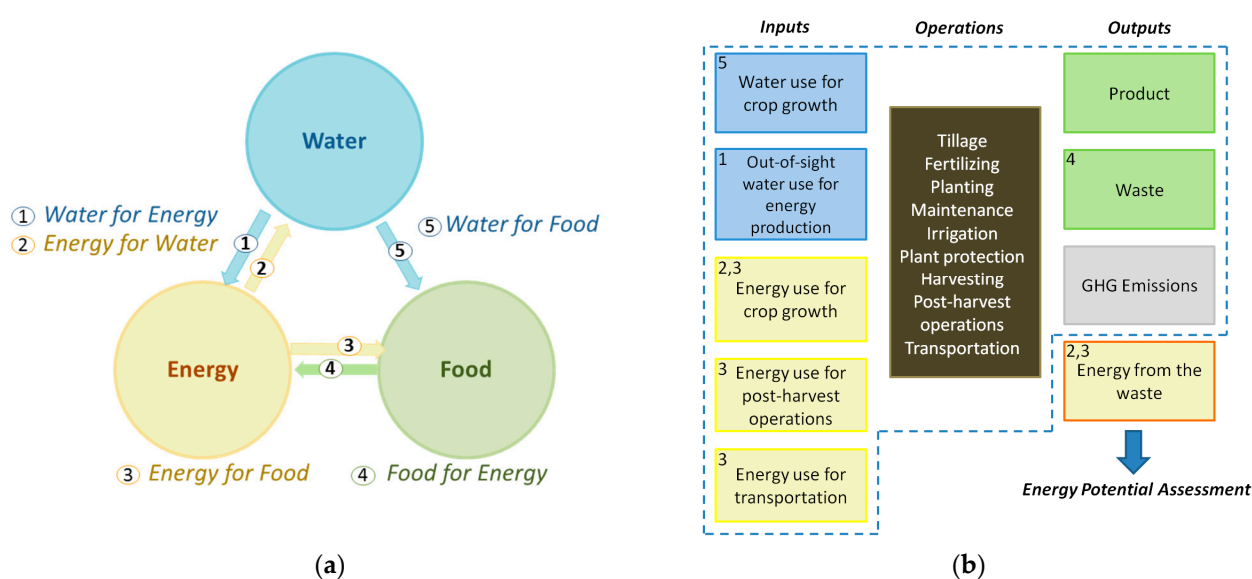 Water
① Water for Energy
② Energy for Water
⑤ Water for Food
1
2
5
Energy
3
4
Food
③ Energy for Food
④ Food for Energy
(a)
Inputs
Operations
Outputs
5
Water use for
crop growth
1
Out-of-sight
water use for
energy
production
2,3
Energy use for
crop growth
3
Energy use for
post-harvest
operations
3
Energy use for
transportation
Tillage
Fertilizing
Planting
Maintenance
Irrigation
Plant protection
Harvesting
Post-harvest
operations
Transportation
Product
4
Waste
GHG Emissions
2,3
Energy from the
waste
Energy Potential Assessment
(b)